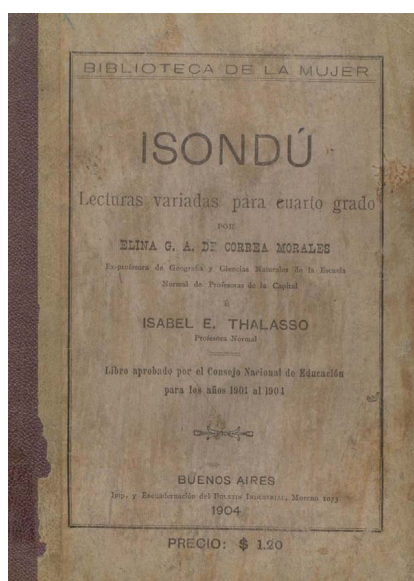 BIBLIOTECA DE LA MUJER
ISONDÚ
Lecturas variadas para cuarto grado
POR
ELINA G. A. DE CORREA MORALES
Ex-profesora de Geografía y Ciencias Naturales de la Escuela
Normal de Profesoras de la Capital
É
ISABEL E. THALASSO
Profesora Normal
Libro aprobado por el Consejo Nacional de Educación
para los años 1901 al 1904
BUENOS AIRES
Imp. y Encuadernación del BOLETIN INDUSTRIAL, Moreno 1075
1904
PRECIO: $ 1.20